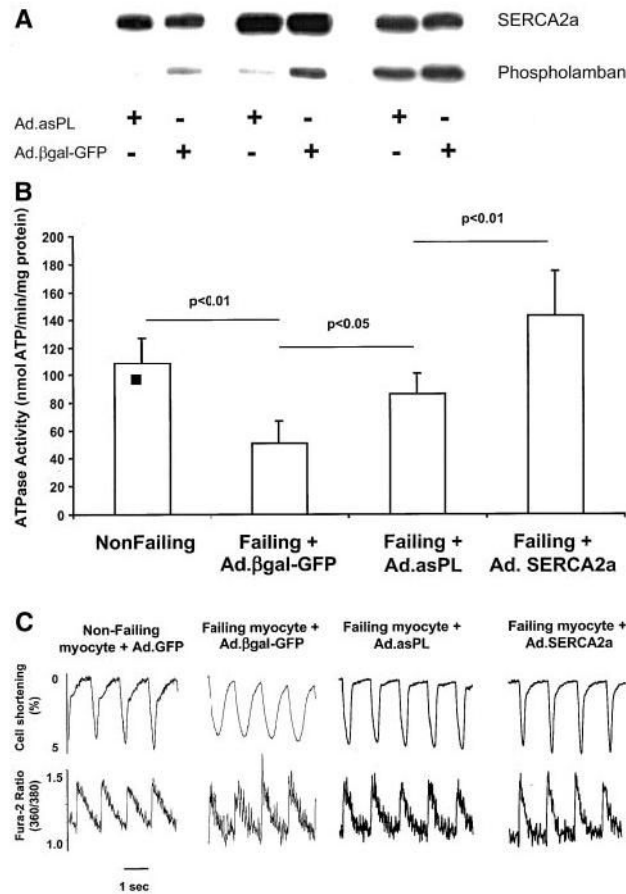 A
SERCA2a
Phospholamban
Ad.asPL + - + - + -
Ad.βgal-GFP - + - + - +
B
ATPase Activity (nmol ATP/min/mg protein)
200
180
160
140
120
100
80
60
40
20
0
p<0.01
p<0.05
p<0.01
NonFailing
Failing +
Ad.βgal-GFP
Failing +
Ad.asPL
Failing +
Ad. SERCA2a
C
Non-Failing
myocyte + Ad.GFP
Failing myocyte +
Ad.βgal-GFP
Failing myocyte +
Ad.asPL
Failing myocyte +
Ad.SERCA2a
Cell shortening
(%)
0
5
Fura-2 Ratio
(360/380)
1.5
1.0
1 sec